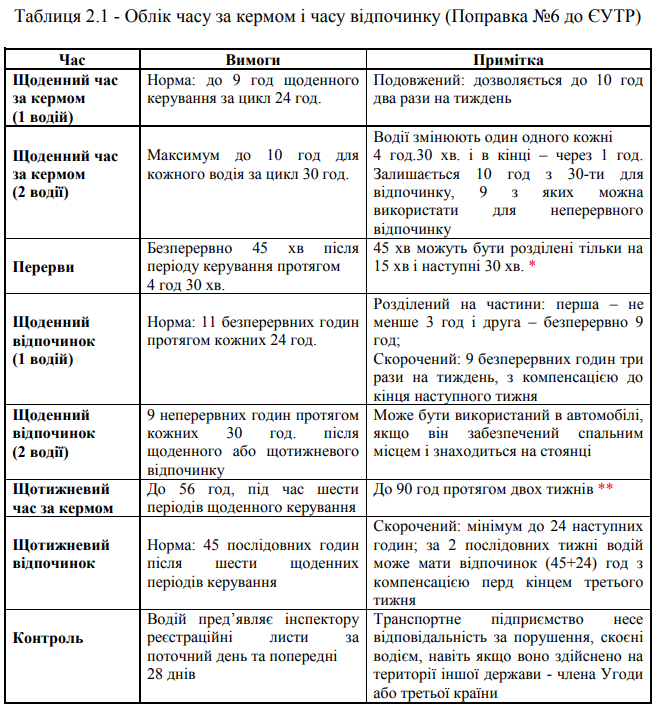 Таблиця 2.1 - Облік часу за кермом і часу відпочинку (Поправка №6 до ЄУТР)
Час
Вимоги
Примітка
Щоденний час
за кермом
(1 водій)
Норма: до 9 год щоденного
керування за цикл 24 год.
Подовжений: дозволяється до 10 год
два рази на тиждень
Щоденний час
за кермом
(2 водії)
Максимум до 10 год для
кожного водія за цикл 30 год.
Водії змінюють один одного кожні
4 год.30 хв. і в кінці – через 1 год.
Залишається 10 год з 30-ти для
відпочинку, 9 з яких можна
використати для неперервного
відпочинку
Перерви
Безперервно 45 хв після
періоду керування протягом
4 год 30 хв.
45 хв можуть бути розділені тільки на
15 хв і наступні 30 хв. *
Щоденний
відпочинок
(1 водій)
Норма: 11 безперервних годин
протягом кожних 24 год.
Розділений на частини: перша – не
менше 3 год і друга – безперервно 9
год;
Скорочений: 9 безперервних годин три
рази на тиждень, з компенсацією до
кінця наступного тижня
Щоденний
відпочинок
(2 водії)
9 неперервних годин протягом
кожних 30 год. після
щоденного або щотижневого
відпочинку
Може бути використаний в автомобілі,
якщо він забезпечений спальним
місцем і знаходиться на стоянці
Щотижневий
час за кермом
До 56 год, під час шести
періодів щоденного керування
До 90 год протягом двох тижнів **
Щотижневий
відпочинок
Норма: 45 послідовних годин
після шести щоденних
періодів керування
Скорочений: мінімум до 24 наступних
годин; за 2 послідовних тижні водій
може мати відпочинок (45+24) год з
компенсацією перд кінцем третього
тижня
Контроль
Водій пред’являє інспектору
реєстраційні листи за
поточний день та попередні
28 днів
Транспортне підприємство несе
відповідальність за порушення, скоєні
водієм, навіть якщо воно здійснено на
території іншої держави - члена Угоди
або третьої країни